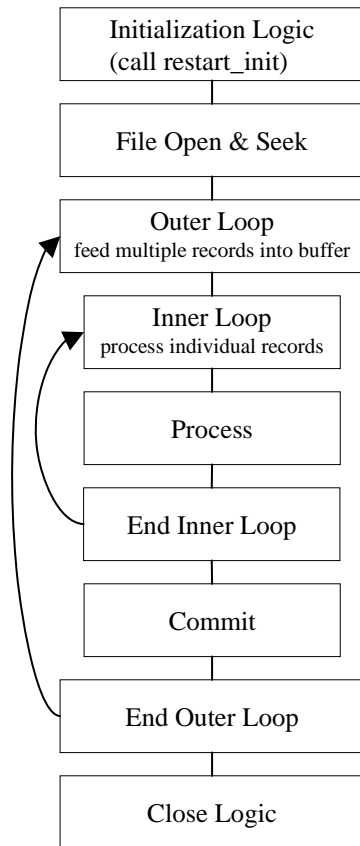 Initialization Logic
(call restart_init)
File Open & Seek
Outer Loop
feed multiple records into buffer
Inner Loop
process individual records
Process
End Inner Loop
Commit
End Outer Loop
Close Logic